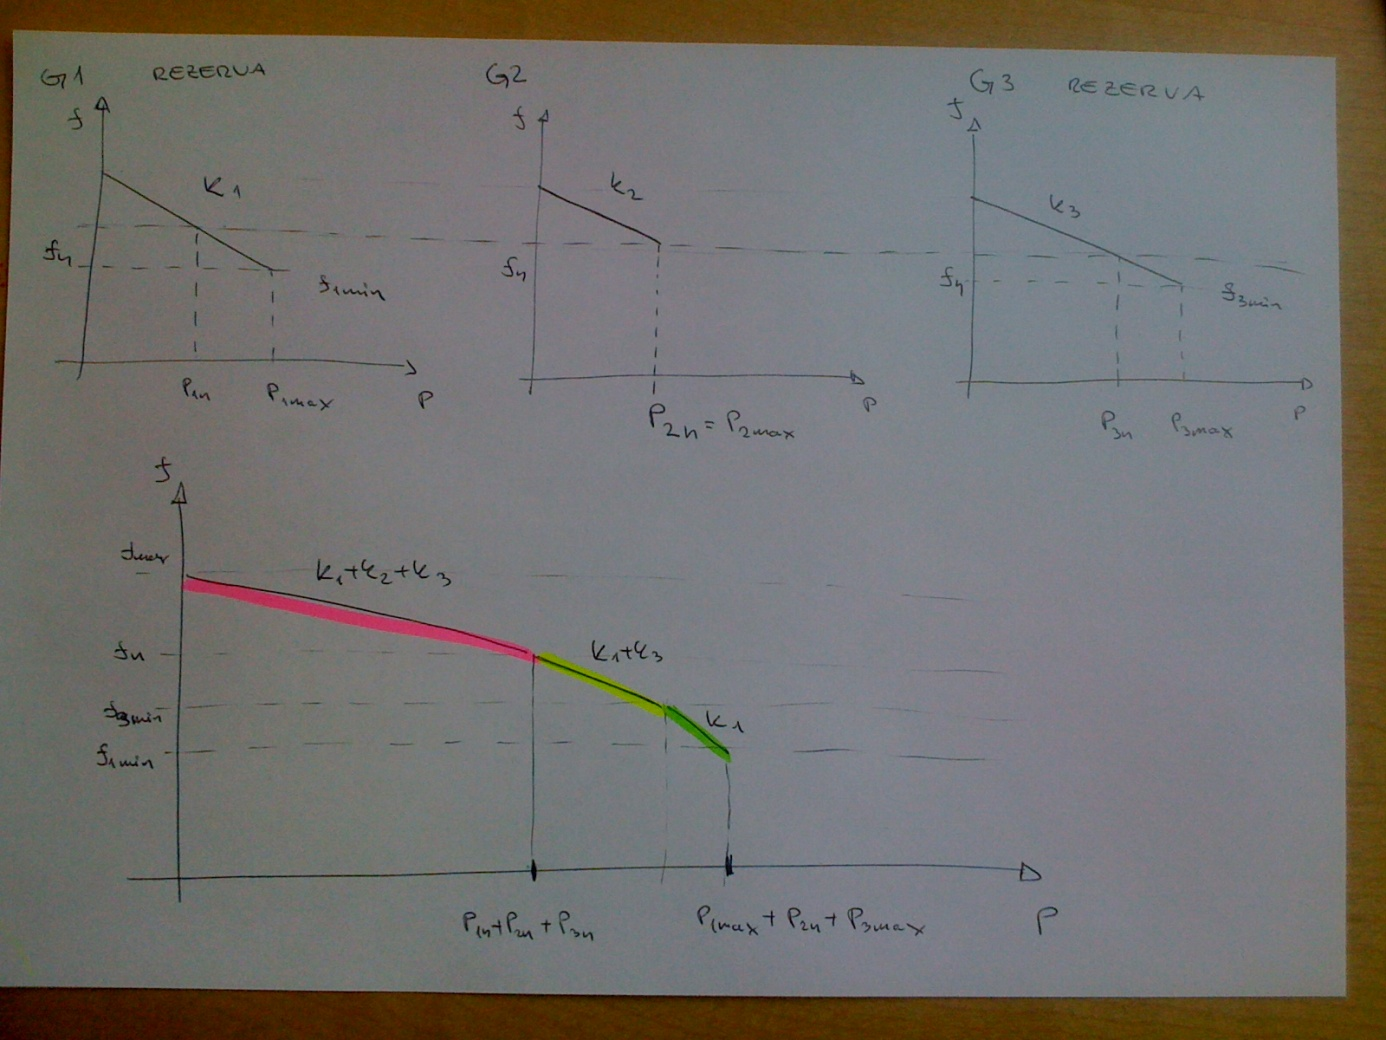 G1 REZERVA
f
K1
fn
f1min
P1n P1max P
G2
f
k2
fn
P2n = P2max
P
G3 REZERVA
f
k3
fn
f3min
P3n P3max P
f
K1+K2+K3
fn
K1+K3
f3min
K1
f1min
P1n+P2n+P3n P1max+P2n+P3max P